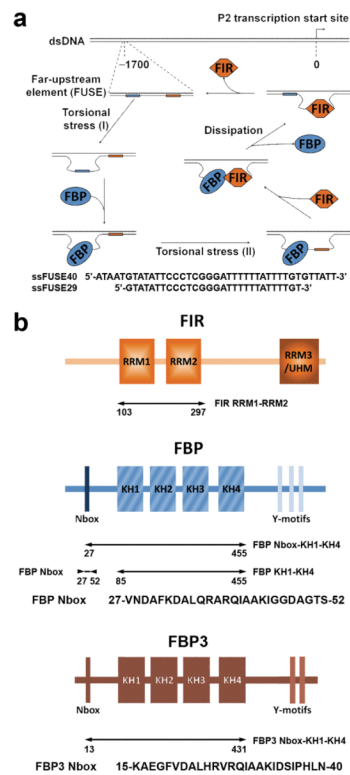 a
P2 transcription start site
dsDNA
–1700
0
Far-upstream
element (FUSE)
FIR
FIR
Torsional
stress (I)
Dissipation
FBP
FBP
FBP
FIR
FIR
FBP
FBP
Torsional stress (II)
ssFUSE40 5'-ATAATGTATATTCCCTCGGGATTTTTTATTTTGTGTTATT-3'
ssFUSE29 5'-GTATATTCCCTCGGGATTTTTTATTTTGT-3'
b
FIR
RRM1
RRM2
RRM3
/UHM
FIR RRM1-RRM2
103 297
FBP
KH1 KH2 KH3 KH4
Nbox
Y-motifs
FBP Nbox-KH1-KH4
27 455
FBP Nbox
FBP KH1-KH4
27 52 85 455
FBP Nbox 27-VNDAFKDALQRARQIAAKIGGDAGTS-52
FBP3
KH1 KH2 KH3 KH4
Nbox
Y-motifs
FBP3 Nbox-KH1-KH4
13 431
FBP3 Nbox 15-KAEGFVDALHRVRQIAAKIDSIPHLN-40